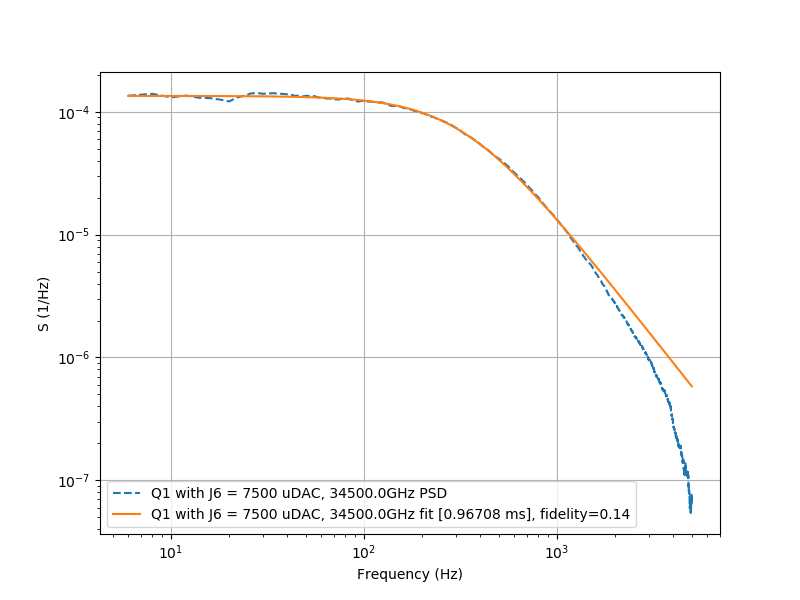 10⁻⁴
10⁻⁵
10⁻⁶
10⁻⁷
S (1/Hz)
Q1 with J6 = 7500 uDAC, 34500.0GHz PSD
Q1 with J6 = 7500 uDAC, 34500.0GHz fit [0.96708 ms], fidelity=0.14
10¹ 10² 10³
Frequency (Hz)